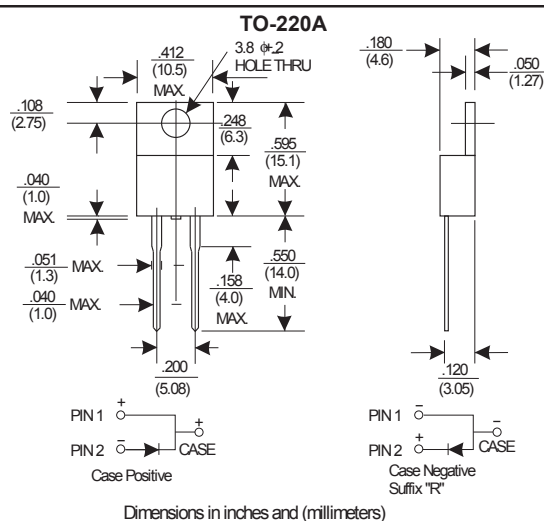 TO-220A
.412
(10.5)
MAX.
3.8 ϕ±.2
HOLE THRU
.108
(2.75)
.248
(6.3)
.595
(15.1)
MAX.
.040
(1.0)
MAX.
.051
(1.3) MAX.
.040
(1.0) MAX.
.158
(4.0)
MAX.
.550
(14.0)
MIN.
.200
(5.08)
.180
(4.6)
.050
(1.27)
.120
(3.05)
+
PIN 1
+
PIN 2 −
CASE
Case Positive
−
PIN 1
−
PIN 2 +
CASE
Case Negative
Suffix "R"
Dimensions in inches and (millimeters)